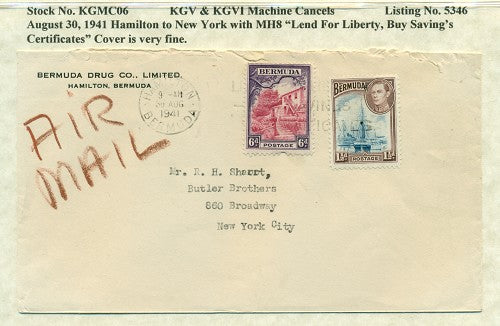 Stock No. KGMC06 KGV & KGVI Machine Cancels Listing No. 5346
August 30, 1941 Hamilton to New York with MH8 “Lend For Liberty, Buy Saving’s
Certificates” Cover is very fine.
BERMUDA DRUG CO., LIMITED.
HAMILTON, BERMUDA
30 AUG
1941
BERMUDA
AIR
MAIL
BERMUDA
6D
POSTAGE
6D
BERMUDA
1½D
POSTAGE
1½D
Mr. R. H. Shurt,
Butler Brothers
860 Broadway
New York City